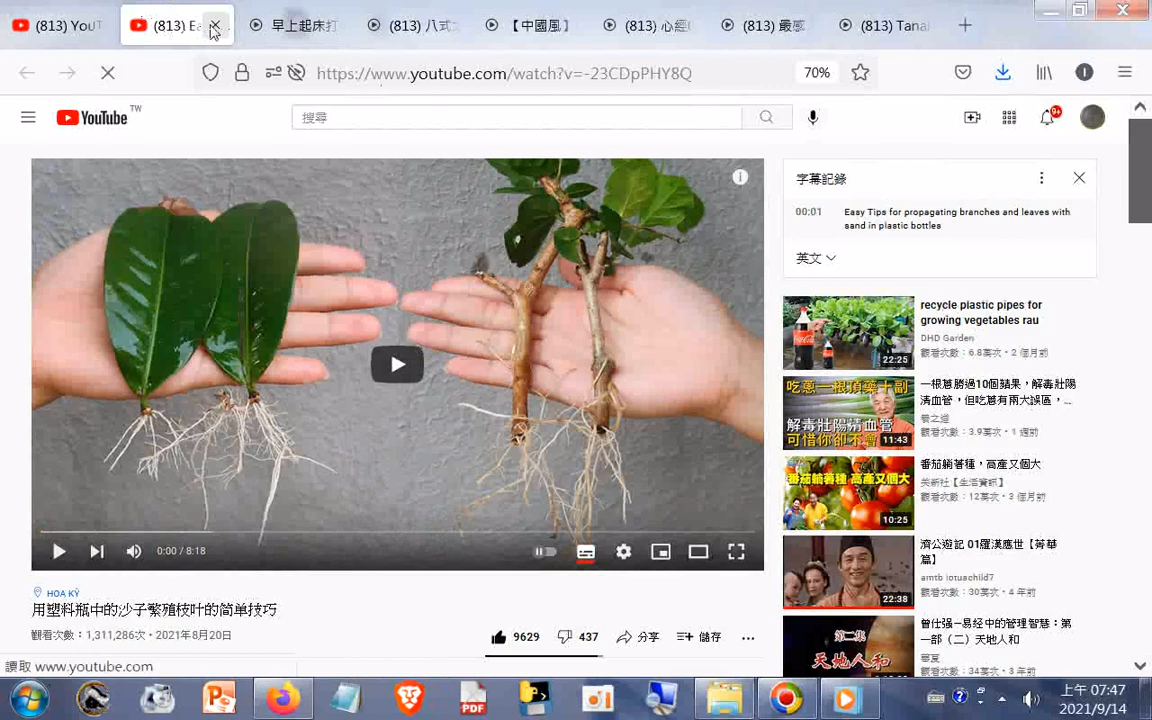 (813) YouT
(813) Ea
早上起床打
(813) 八式
【中國風】
(813) 心經
(813) 最感
(813) Tanal
https://www.youtube.com/watch?v=-23CDpPHY8Q
70%
YouTube TW
搜尋
9+
字幕記錄
00:01 Easy Tips for propagating branches and leaves with
sand in plastic bottles
英文
recycle plastic pipes for
growing vegetables rau
DHD Garden
觀看次數：6.8萬次・2 個月前
22:25
一根蔥勝過10個蘋果，解毒壯陽
清血管，但吃蔥有兩大誤區，...
養之道
觀看次數：3.9萬次・1 週前
吃蔥一根頂藥十副
解毒壯陽清血管
可惜你卻不會
11:43
番茄躺著種，高產又個大
美新社【生活資訊】
觀看次數：12萬次・3 個月前
番茄躺著種 高產又個大
10:25
濟公遊記 01羅漢應世【菁華
篇】
amtb lotuschild7
觀看次數：30萬次・4 年前
22:38
曾仕强─易经中的管理智慧：第
一部（二）天地人和
華夏
觀看次數：34萬次・3 年前
第二集
天地人和
0:00 / 8:18
HOA KỲ
用塑料瓶中的沙子繁殖枝叶的简单技巧
觀看次數：1,311,286次・2021年8月20日
9629
437
分享
儲存
讀取 www.youtube.com
PDF
上午 07:47
2021/9/14